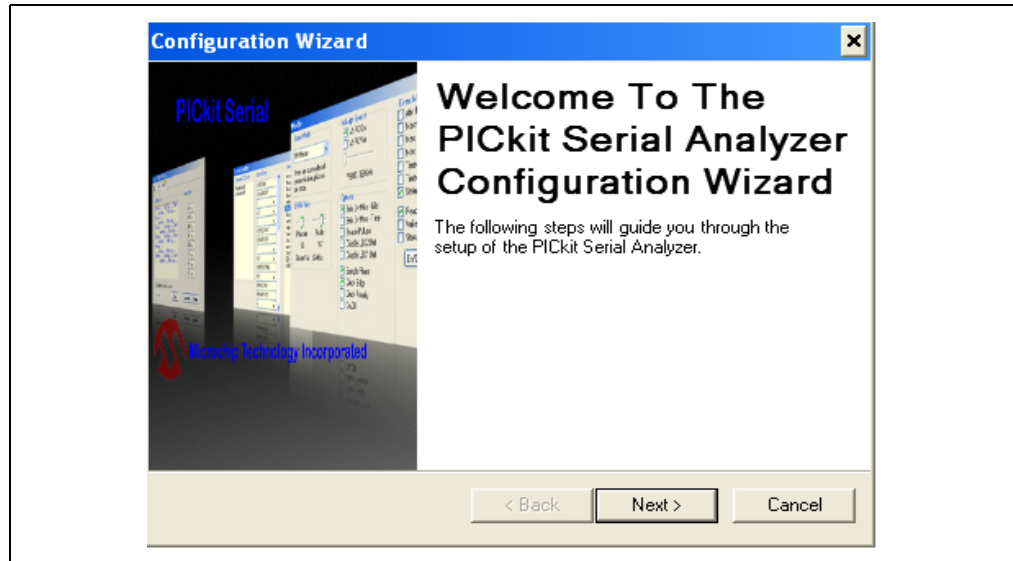 Configuration Wizard
PICkit Serial
Microchip Technology Incorporated
Welcome To The
PICkit Serial Analyzer
Configuration Wizard
The following steps will guide you through the
setup of the PICkit Serial Analyzer.
< Back
Next >
Cancel